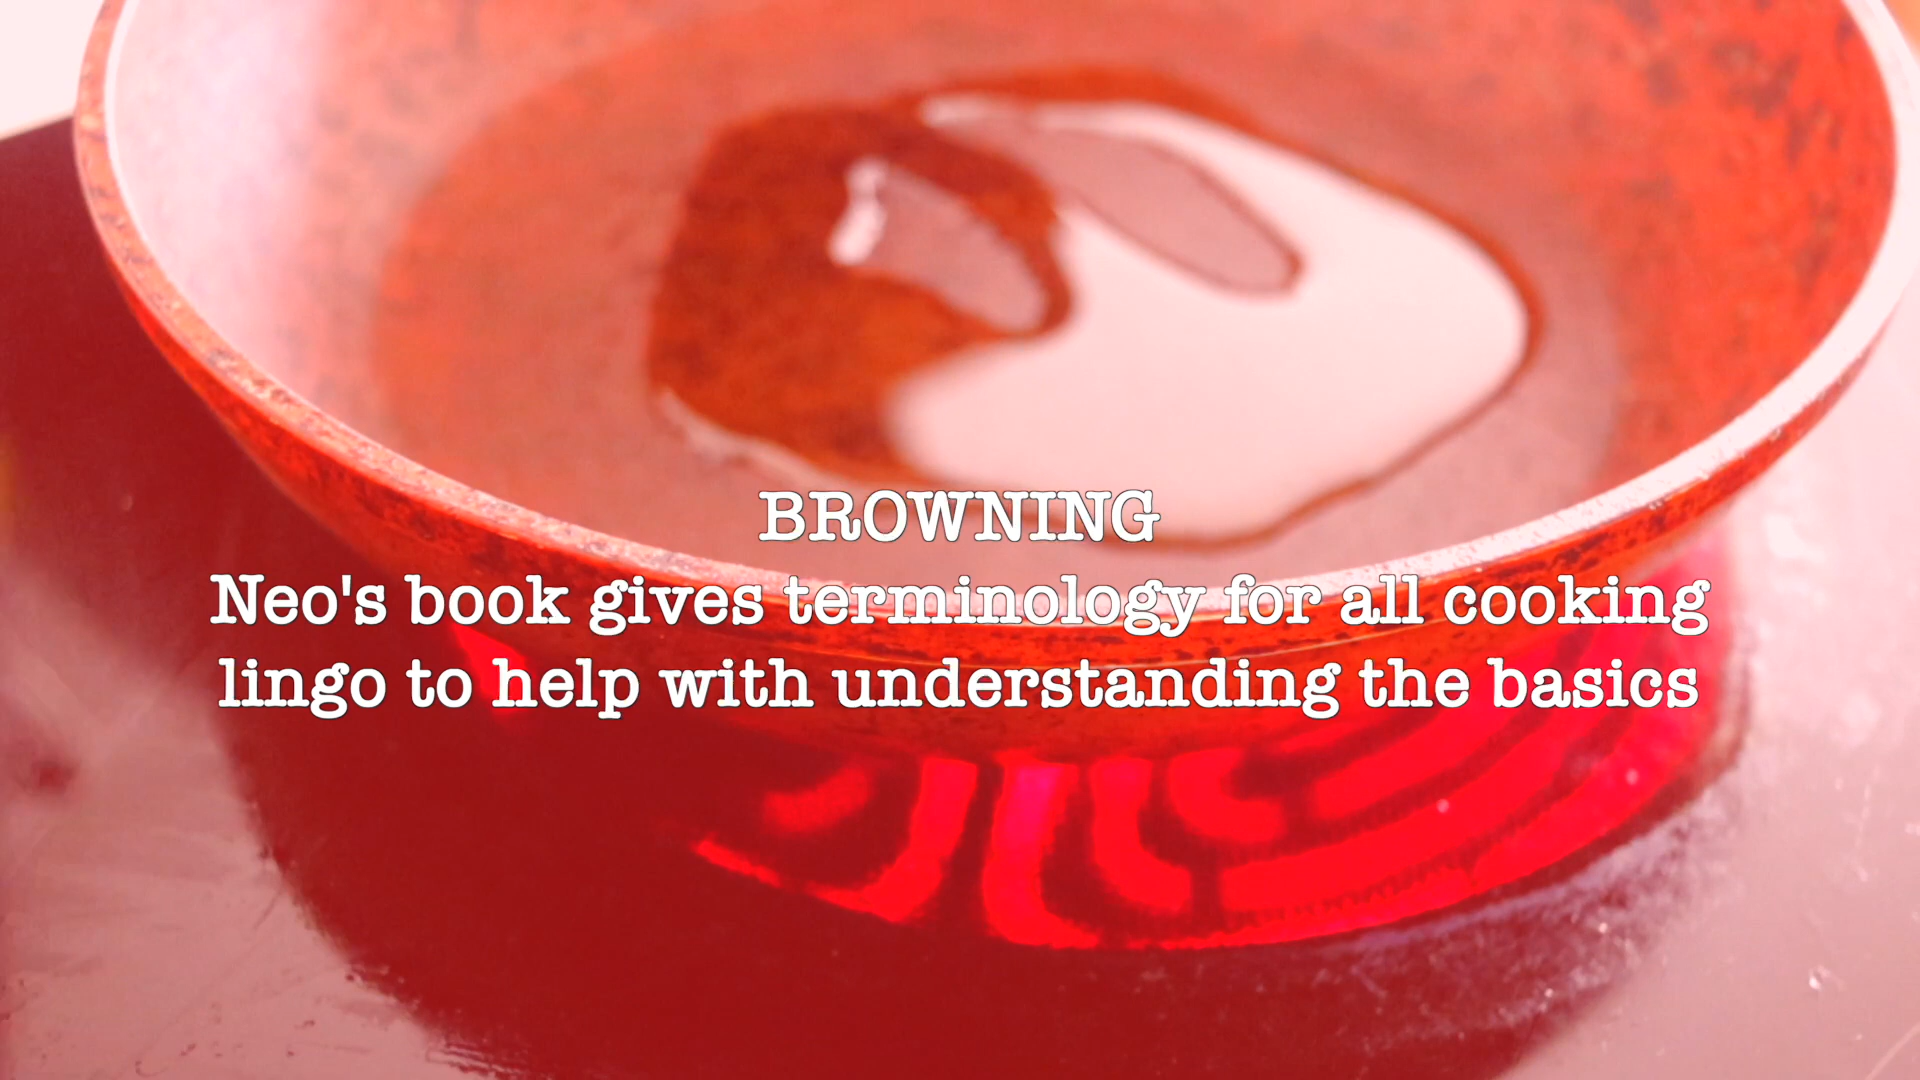 BROWNING
Neo's book gives terminology for all cooking
lingo to help with understanding the basics